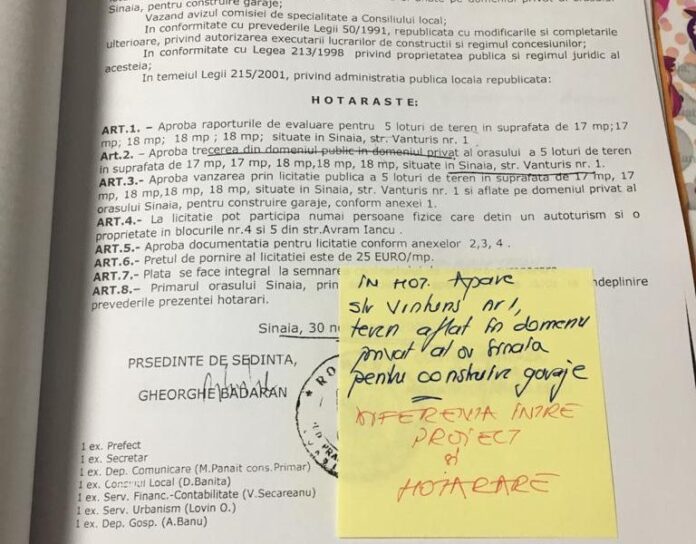 Sinaia, pentru construire garaje;
Vazand avizul comisiei de specialitate a Consiliului local;
In conformitate cu prevederile Legii 50/1991, republicata cu modificarile si completarile
ulterioare, privind autorizarea executarii lucrarilor de constructii si regimul concesiunilor;
In conformitate cu Legea 213/1998 privind proprietatea publica si regimul juridic al
acesteia;
In temeiul Legii 215/2001, privind administratia publica locala republicata:
HOTARASTE:
ART.1. – Aproba raporturile de evaluare pentru 5 loturi de teren in suprafata de 17 mp;17
mp; 18 mp; 18 mp ; 18 mp; situate in Sinaia, str. Vanturis nr. 1
Art.2. – Aproba trecerea din domeniul public in domeniul privat al orasului a 5 loturi de teren
in suprafata de 17 mp, 17 mp, 18 mp,18 mp, 18 mp, situate in Sinaia, str. Vanturis nr. 1.
ART.3.- Aproba vanzarea prin licitatie publica a 5 loturi de teren in suprafata de 17 mp, 17
mp, 18 mp,18 mp, 18 mp, situate in Sinaia, str. Vanturis nr. 1 si aflate pe domeniul privat al
orasului Sinaia, pentru construire garaje, conform anexei 1.
ART.4.- La licitatie pot participa numai persoane fizice care detin un autoturism si o
proprietate in blocurile nr.4 si 5 din str.Avram Iancu .
ART.5.- Aproba documentatia pentru licitatie conform anexelor 2,3, 4 .
ART.6.- Pretul de pornire al licitatiei este de 25 EURO/mp.
ART.7.- Plata se face integral la semnare
ART.8.- Primarul orasului Sinaia, prin indeplinire
prevederile prezentei hotarari.
Sinaia, 30
PRSEDINTE DE SEDINTA,
GHEORGHE BADARAN
IN HOT. Apare
str Vinturis nr 1,
teren aflat in domeniu
privat al or Sinaia
pentru construire garaje
DIFERENTA INTRE
PROIECT
si
HOTARARE
1 ex. Prefect
1 ex. Secretar
1 ex. Dep. Comunicare (M.Panait cons.Primar)
1 ex. Consiliul Local (D.Banita)
1 ex. Serv. Financ.-Contabilitate (V.Secareanu)
1 ex. Serv. Urbanism (Lovin O.)
1 ex. Dep. Gosp. (A.Banu)